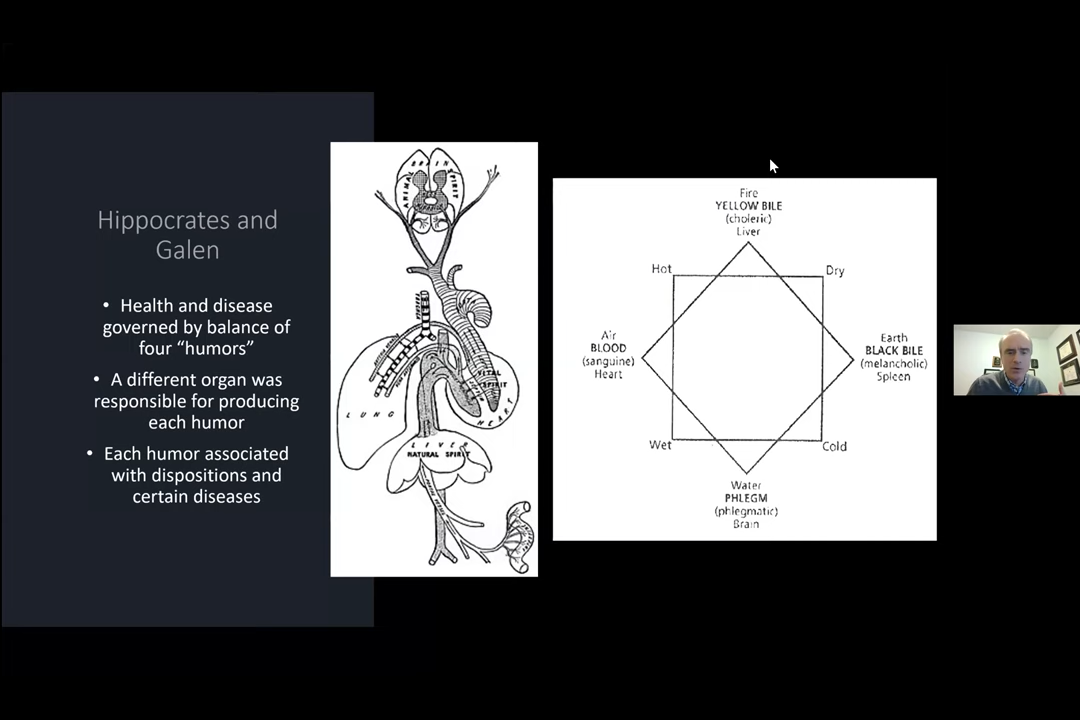 Hippocrates and
Galen
• Health and disease
governed by balance of
four “humors”
• A different organ was
responsible for producing
each humor
• Each humor associated
with dispositions and
certain diseases
BRAIN
ANIMAL SPIRIT
LUNG
VITAL
SPIRIT
HEART
LIVER
NATURAL SPIRIT
Fire
YELLOW BILE
(choleric)
Liver
Hot
Dry
Air
BLOOD
(sanguine)
Heart
Earth
BLACK BILE
(melancholic)
Spleen
Wet
Cold
Water
PHLEGM
(phlegmatic)
Brain